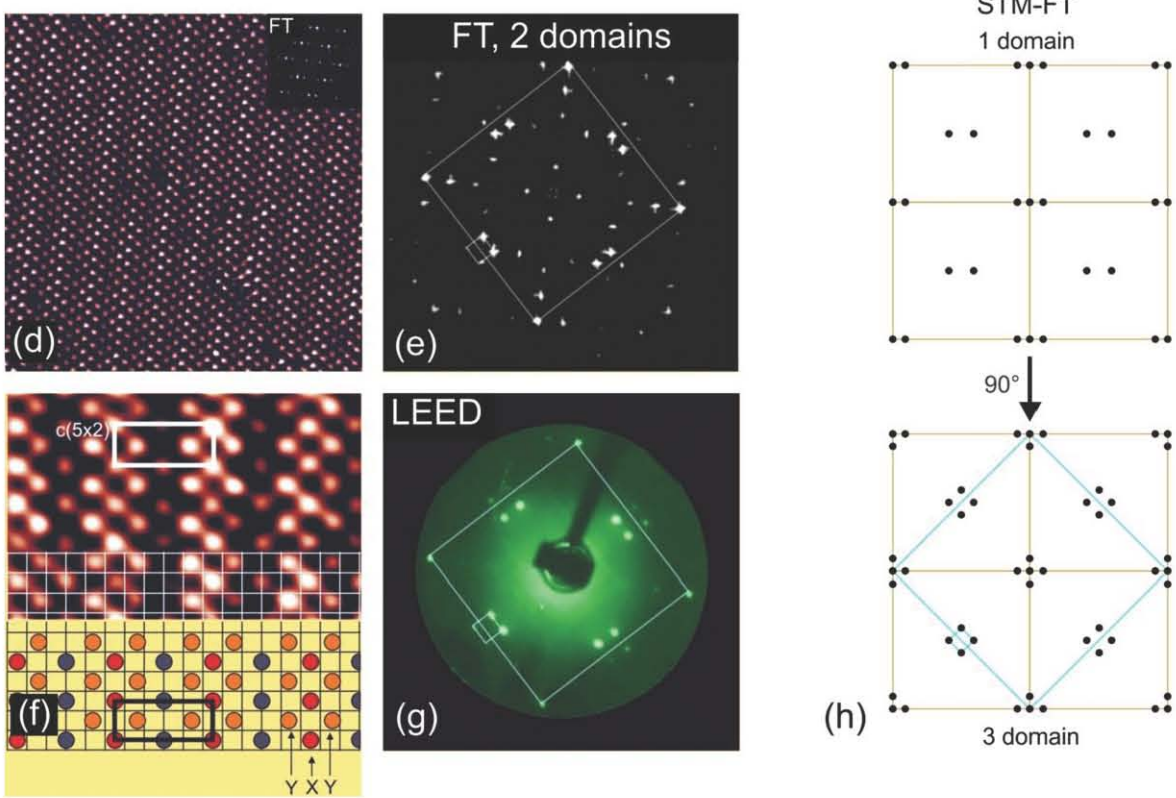 FT
(d)
FT, 2 domains
(e)
STM-FT
1 domain
90°
3 domain
(h)
c(5x2)
(f)
Y X Y
LEED
(g)